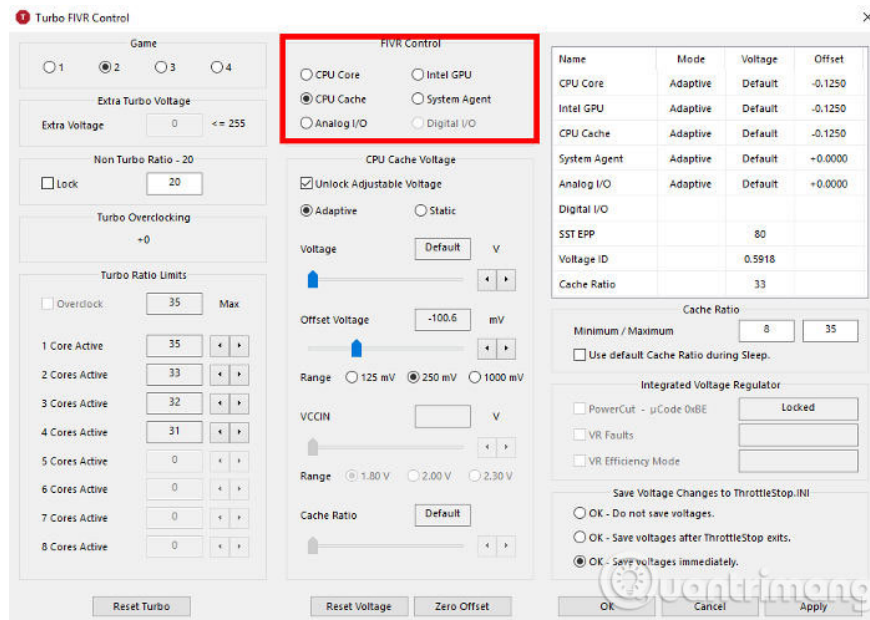 Turbo FIVR Control
Game
1 2 3 4
Extra Turbo Voltage
Extra Voltage 0 <= 255
Non Turbo Ratio - 20
Lock 20
Turbo Overclocking
+0
Turbo Ratio Limits
Overclock 35 Max
1 Core Active 35
2 Cores Active 33
3 Cores Active 32
4 Cores Active 31
5 Cores Active 0
6 Cores Active 0
7 Cores Active 0
8 Cores Active 0
Reset Turbo
FIVR Control
CPU Core Intel GPU
CPU Cache System Agent
Analog I/O Digital I/O
CPU Cache Voltage
Unlock Adjustable Voltage
Adaptive Static
Voltage Default V
Offset Voltage -100.6 mV
Range 125 mV 250 mV 1000 mV
VCCIN V
Range 1.80 V 2.00 V 2.30 V
Cache Ratio Default
Reset Voltage Zero Offset
Name Mode Voltage Offset
CPU Core Adaptive Default -0.1250
Intel GPU Adaptive Default -0.1250
CPU Cache Adaptive Default -0.1250
System Agent Adaptive Default +0.0000
Analog I/O Adaptive Default +0.0000
Digital I/O
SST EPP 80
Voltage ID 0.5918
Cache Ratio 33
Cache Ratio
Minimum / Maximum 8 35
Use default Cache Ratio during Sleep.
Integrated Voltage Regulator
PowerCut - µCode 0xBE Locked
VR Faults
VR Efficiency Mode
Save Voltage Changes to ThrottleStop.INI
OK - Do not save voltages.
OK - Save voltages after ThrottleStop exits.
OK - Save voltages immediately.
OK Cancel Apply
Quantrimang